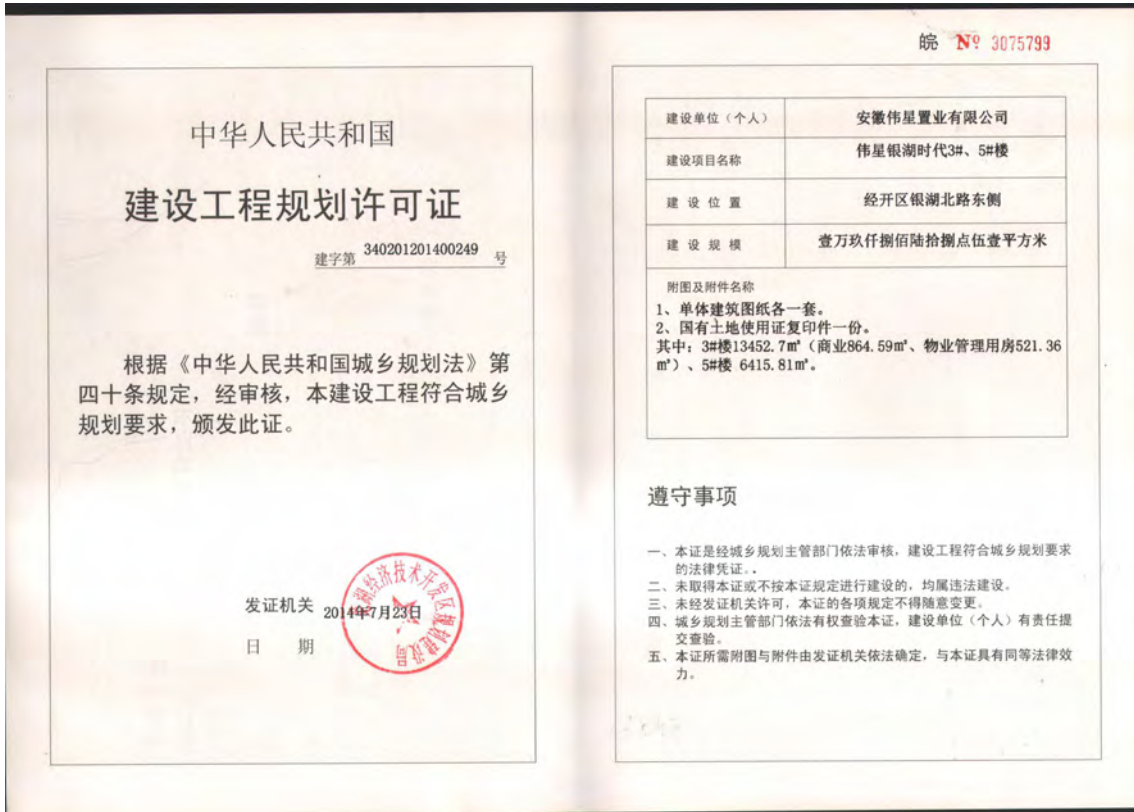 中华人民共和国
建设工程规划许可证
建字第 340201201400249 号
根据《中华人民共和国城乡规划法》第
四十条规定，经审核，本建设工程符合城乡
规划要求，颁发此证。
发证机关
2014年7月23日
日 期
芜湖经济技术开发区规划建设局
皖 № 3075799
建设单位（个人） 安徽伟星置业有限公司
建设项目名称 伟星银湖时代3#、5#楼
建设位置 经开区银湖北路东侧
建设规模 壹万玖仟捌佰陆拾捌点伍壹平方米
附图及附件名称
1、单体建筑图纸各一套。
2、国有土地使用证复印件一份。
其中：3#楼13452.7㎡（商业864.59㎡、物业管理用房521.36
㎡）、5#楼 6415.81㎡。
遵守事项
一、本证是经城乡规划主管部门依法审核，建设工程符合城乡规划要求
的法律凭证。
二、未取得本证或不按本证规定进行建设的，均属违法建设。
三、未经发证机关许可，本证的各项规定不得随意变更。
四、城乡规划主管部门依法有权查验本证，建设单位（个人）有责任提
交查验。
五、本证所需附图与附件由发证机关依法确定，与本证具有同等法律效
力。